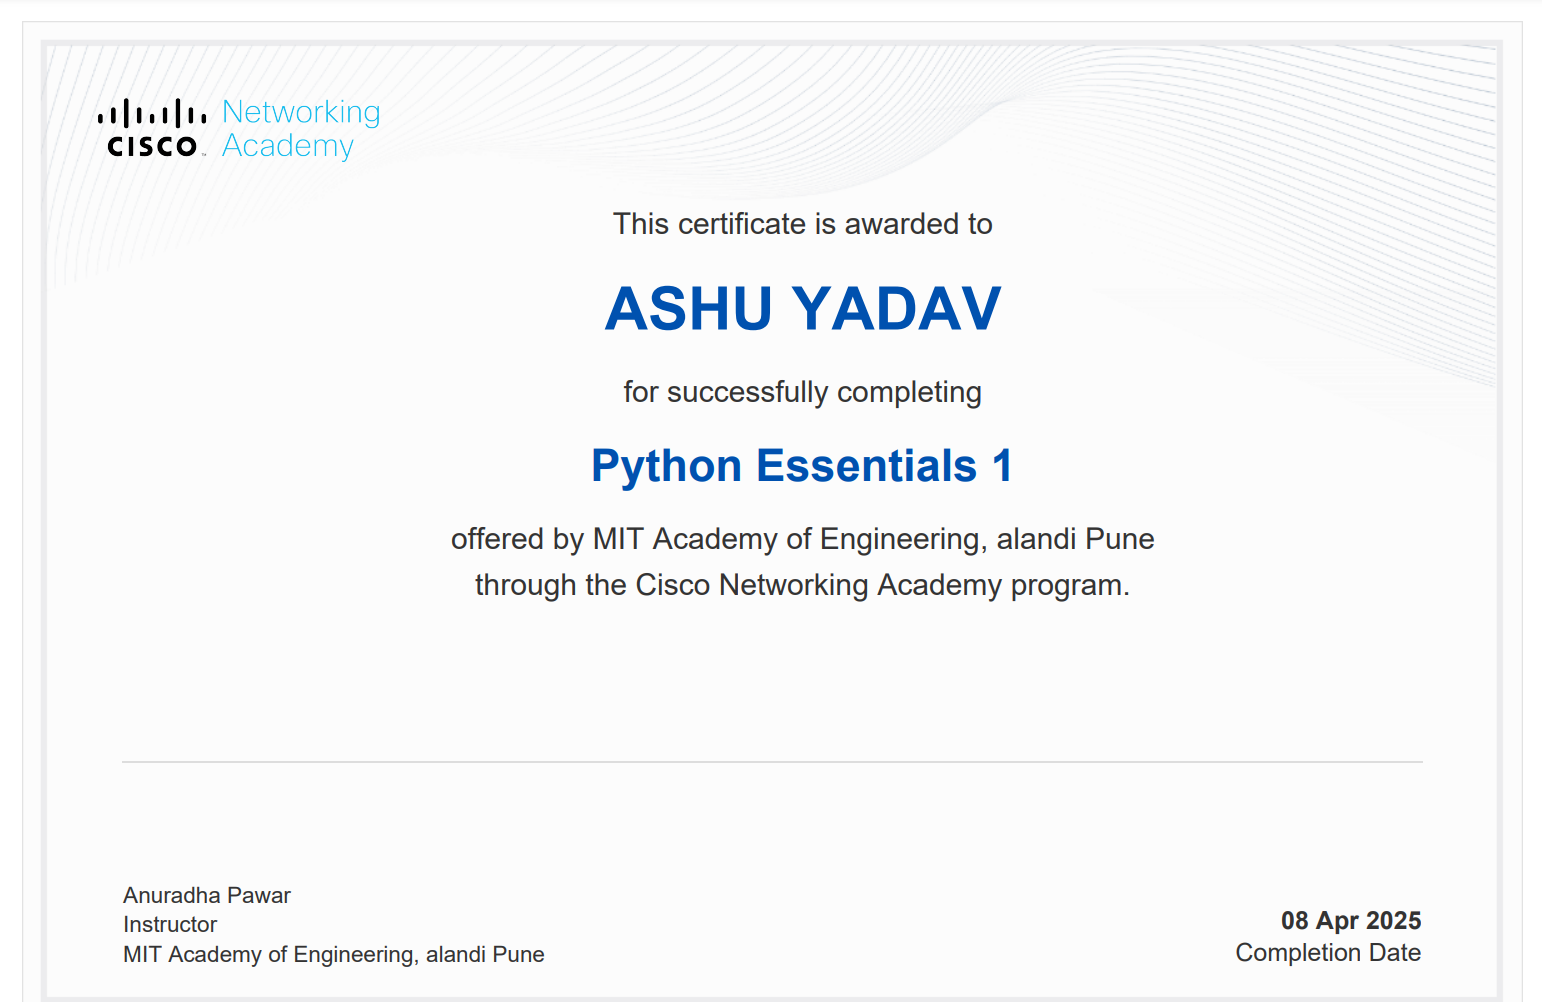 Networking
CISCO Academy
This certificate is awarded to
ASHU YADAV
for successfully completing
Python Essentials 1
offered by MIT Academy of Engineering, alandi Pune
through the Cisco Networking Academy program.
Anuradha Pawar
Instructor
MIT Academy of Engineering, alandi Pune
08 Apr 2025
Completion Date